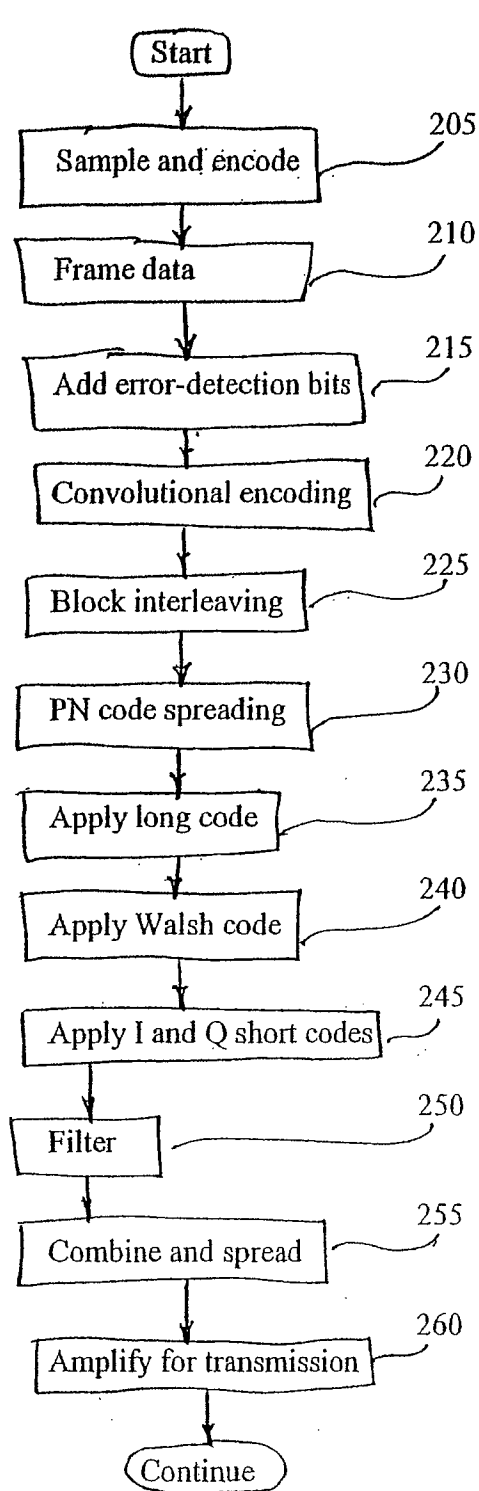 Start
205
Sample and encode
210
Frame data
215
Add error-detection bits
220
Convolutional encoding
225
Block interleaving
230
PN code spreading
235
Apply long code
240
Apply Walsh code
245
Apply I and Q short codes
250
Filter
255
Combine and spread
260
Amplify for transmission
Continue